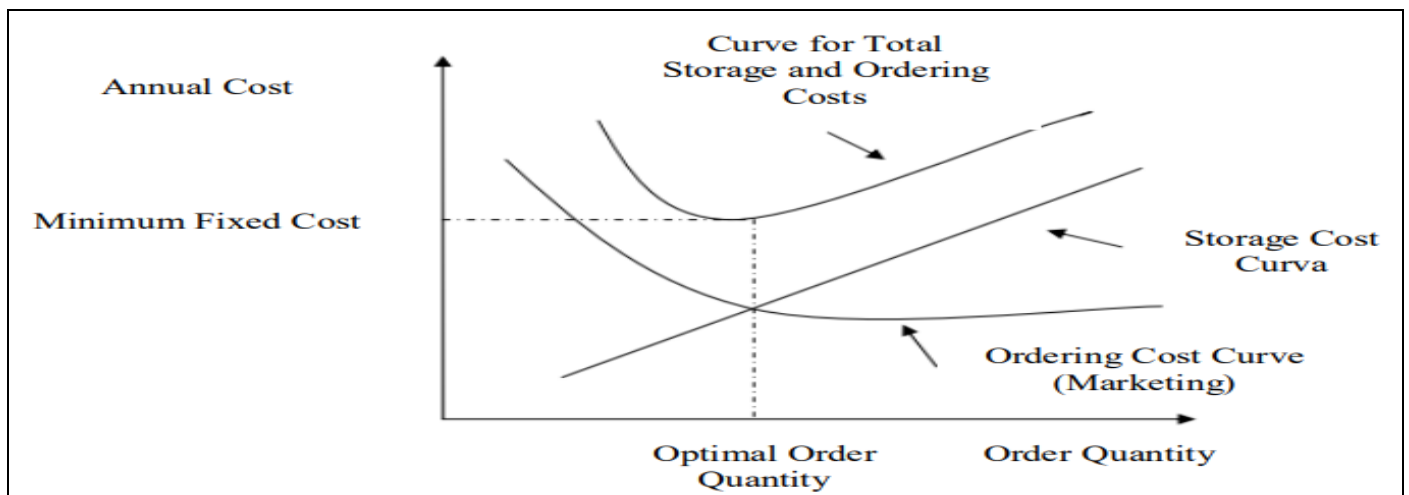 Curve for Total
Storage and Ordering
Costs
Annual Cost
Minimum Fixed Cost
Storage Cost
Curva
Ordering Cost Curve
(Marketing)
Optimal Order
Quantity
Order Quantity